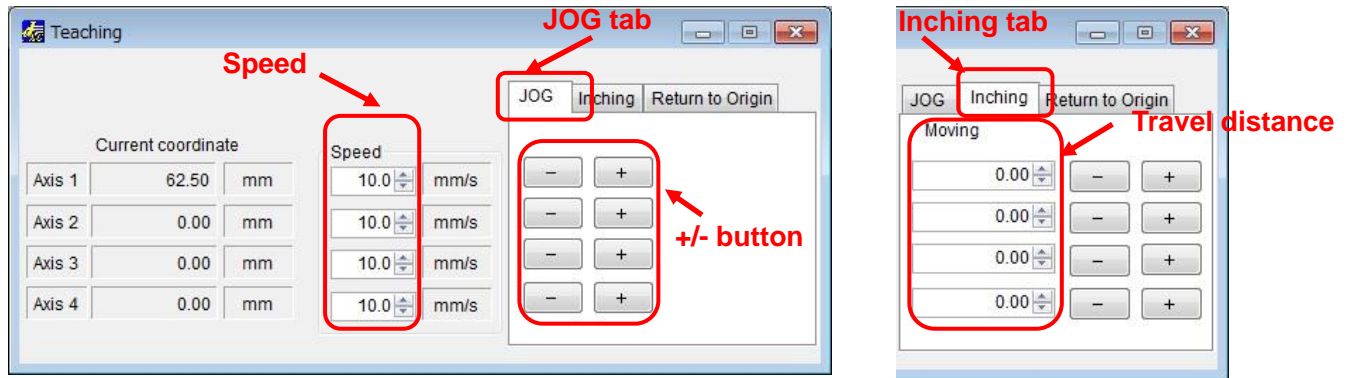 JOG tab
Teaching
Speed
JOG Inching Return to Origin
Current coordinate
Speed
Axis 1 62.50 mm 10.0 mm/s − +
Axis 2 0.00 mm 10.0 mm/s − +
Axis 3 0.00 mm 10.0 mm/s − +
Axis 4 0.00 mm 10.0 mm/s − +
+/- button
Inching tab
JOG Inching Return to Origin
Travel distance
Moving
0.00 − +
0.00 − +
0.00 − +
0.00 − +